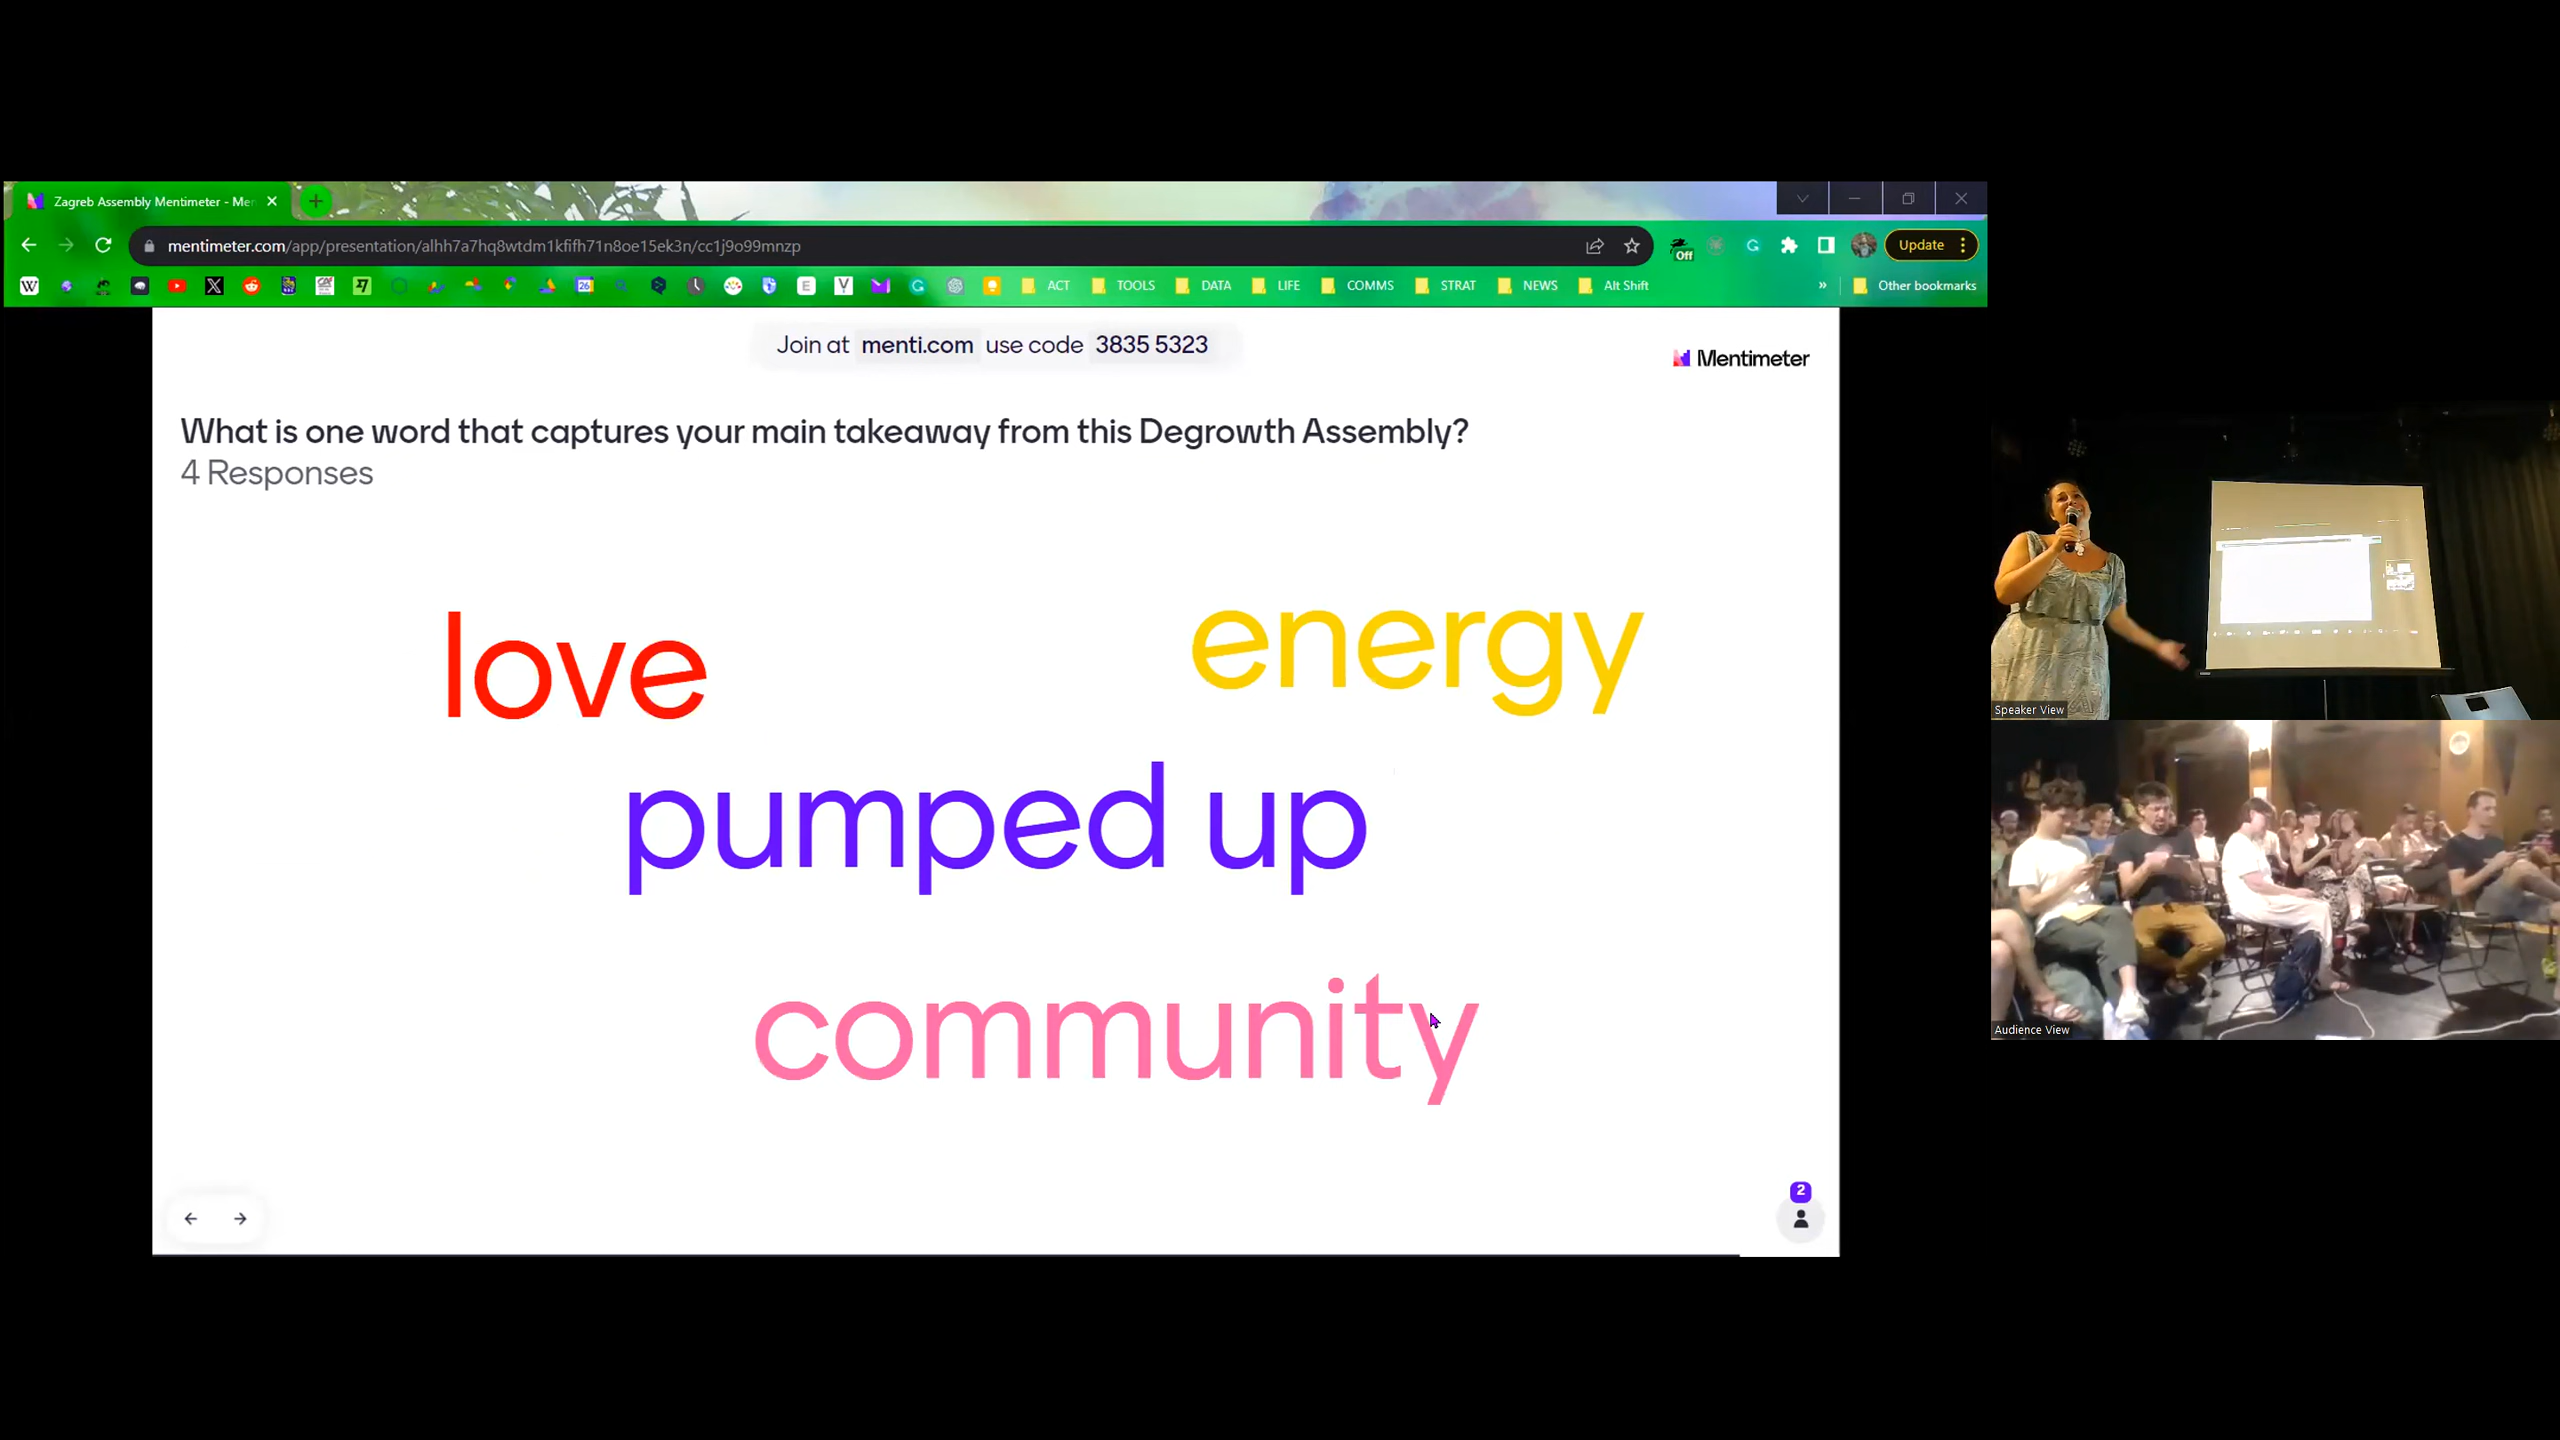 Zagreb Assembly Mentimeter - Me
mentimeter.com/app/presentation/alhh7a7hq8wtdm1kfifh71n8oe15ek3n/cc1j9o99mnzp
Off
Update
ACT TOOLS DATA LIFE COMMS STRAT NEWS Alt Shift » Other bookmarks
Join at menti.com use code 3835 5323
Mentimeter
What is one word that captures your main takeaway from this Degrowth Assembly?
4 Responses
love
energy
pumped up
community
2
Speaker View
Audience View